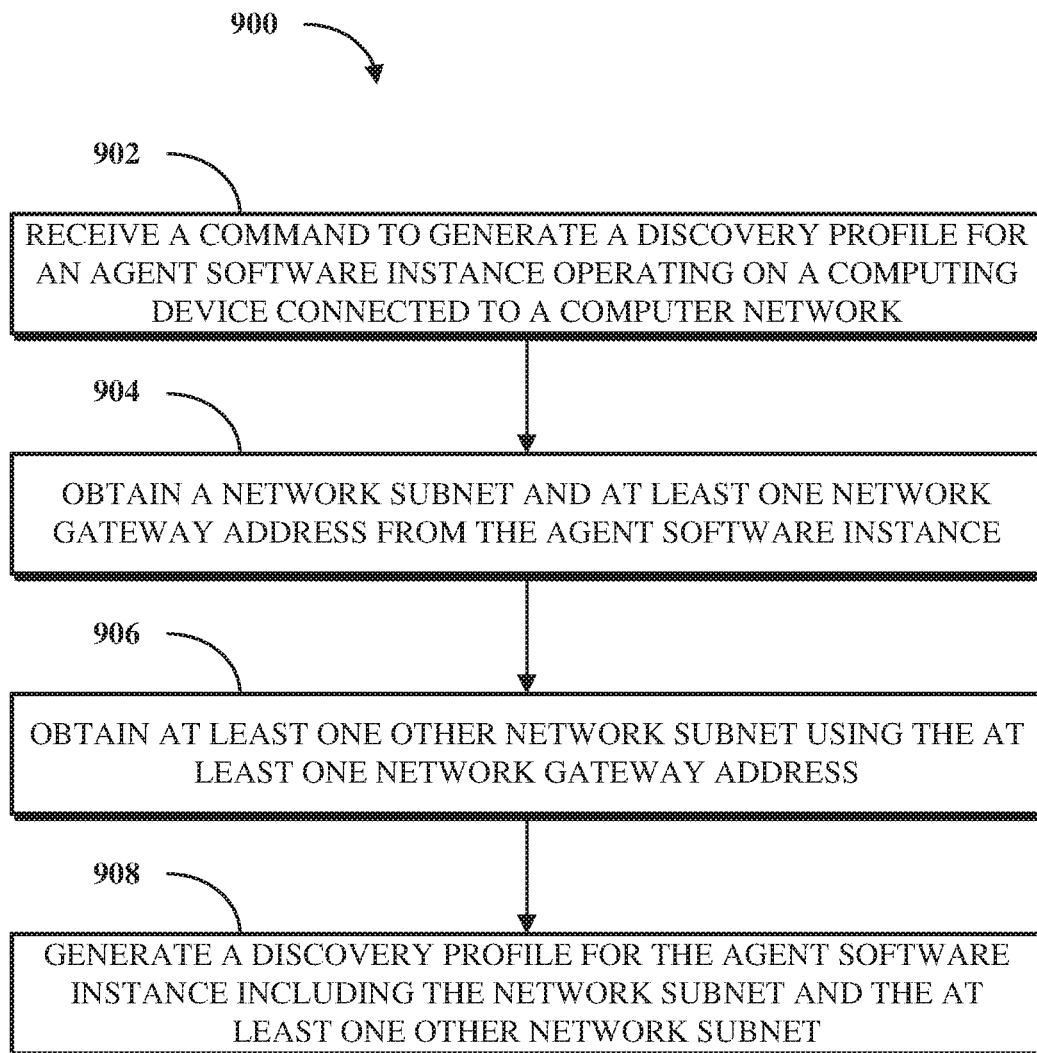 900
902
RECEIVE A COMMAND TO GENERATE A DISCOVERY PROFILE FOR
AN AGENT SOFTWARE INSTANCE OPERATING ON A COMPUTING
DEVICE CONNECTED TO A COMPUTER NETWORK
904
OBTAIN A NETWORK SUBNET AND AT LEAST ONE NETWORK
GATEWAY ADDRESS FROM THE AGENT SOFTWARE INSTANCE
906
OBTAIN AT LEAST ONE OTHER NETWORK SUBNET USING THE AT
LEAST ONE NETWORK GATEWAY ADDRESS
908
GENERATE A DISCOVERY PROFILE FOR THE AGENT SOFTWARE
INSTANCE INCLUDING THE NETWORK SUBNET AND THE AT
LEAST ONE OTHER NETWORK SUBNET